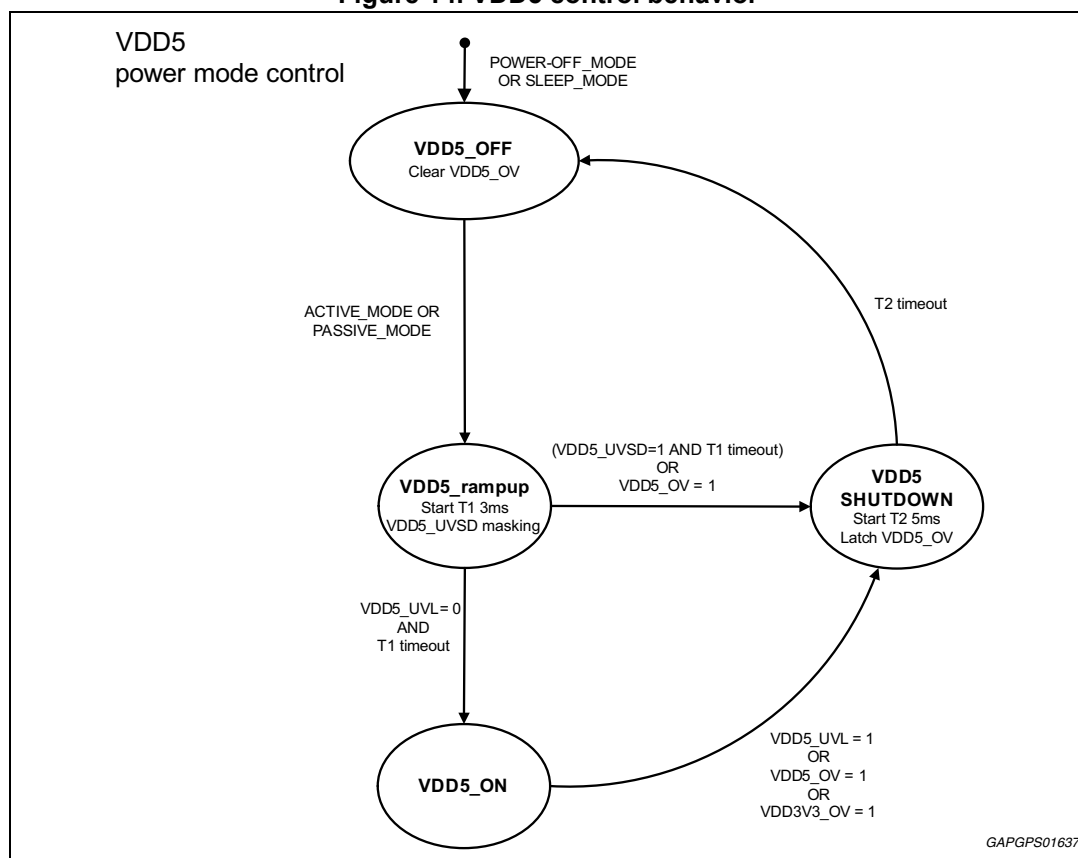 VDD5
power mode control
POWER-OFF_MODE
OR SLEEP_MODE
VDD5_OFF
Clear VDD5_OV
ACTIVE_MODE OR
PASSIVE_MODE
T2 timeout
(VDD5_UVSD=1 AND T1 timeout)
OR
VDD5_OV = 1
VDD5_rampup
Start T1 3ms
VDD5_UVSD masking
VDD5
SHUTDOWN
Start T2 5ms
Latch VDD5_OV
VDD5_UVL= 0
AND
T1 timeout
VDD5_ON
VDD5_UVL = 1
OR
VDD5_OV = 1
OR
VDD3V3_OV = 1
GAPGPS01637